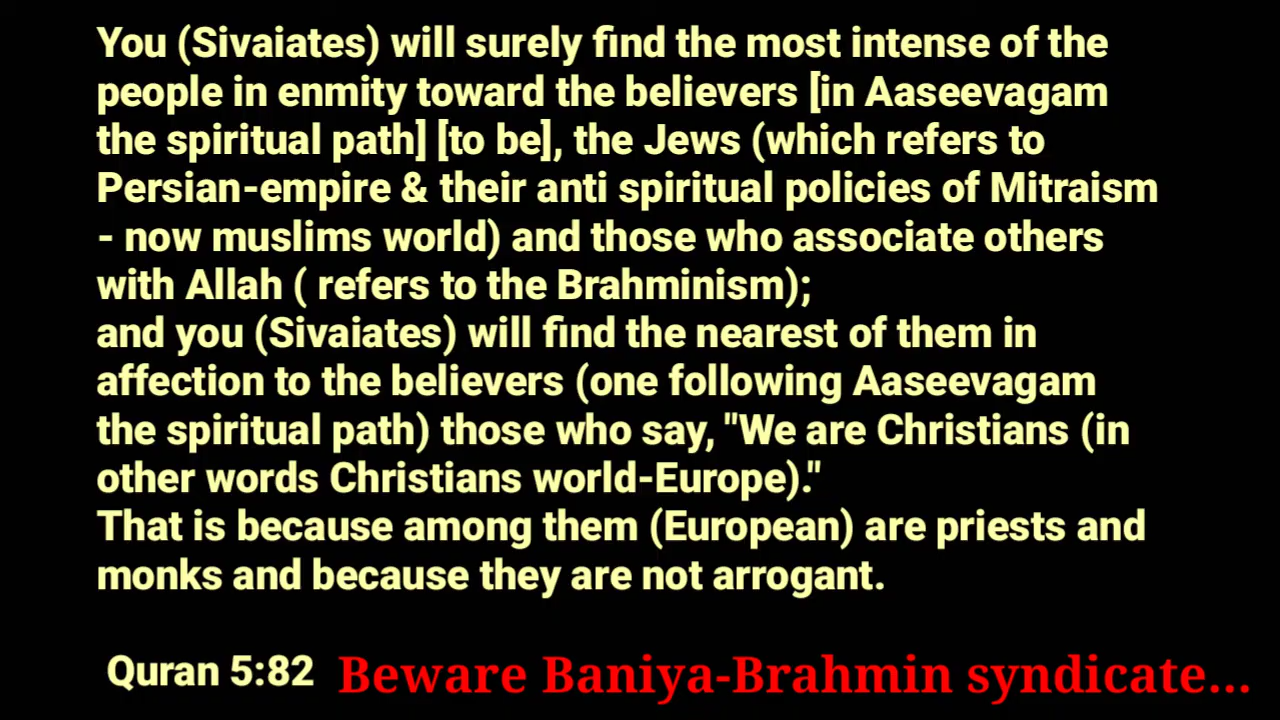 You (Sivaiates) will surely find the most intense of the
people in enmity toward the believers [in Aaseevagam
the spiritual path] [to be], the Jews (which refers to
Persian-empire & their anti spiritual policies of Mitraism
- now muslims world) and those who associate others
with Allah ( refers to the Brahminism);
and you (Sivaiates) will find the nearest of them in
affection to the believers (one following Aaseevagam
the spiritual path) those who say, "We are Christians (in
other words Christians world-Europe)."
That is because among them (European) are priests and
monks and because they are not arrogant.
Quran 5:82 Beware Baniya-Brahmin syndicate...